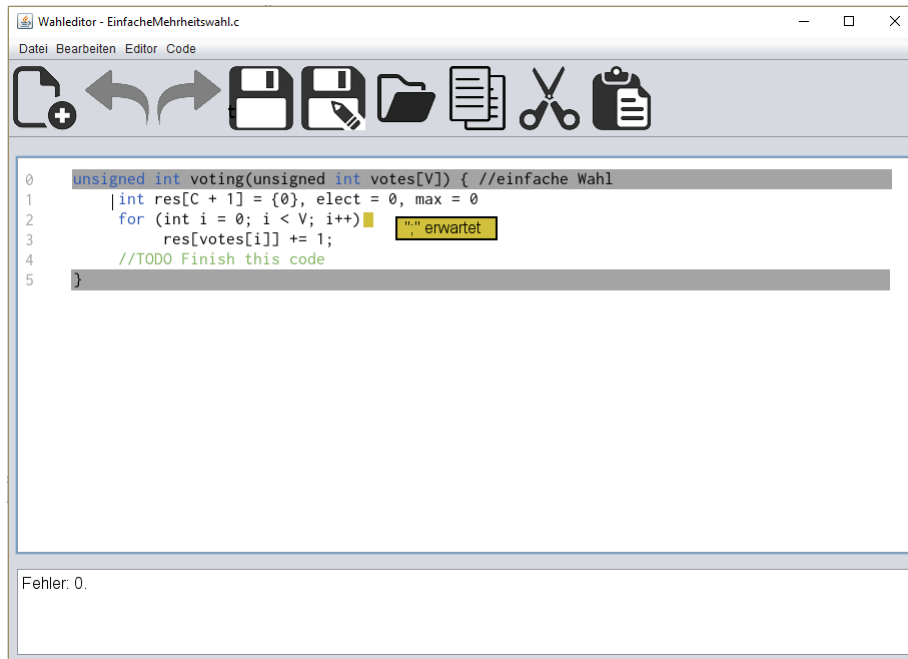 Wahleditor - EinfacheMehrheitswahl.c
Datei Bearbeiten Editor Code
0 unsigned int voting(unsigned int votes[V]) { //einfache Wahl
1 int res[C + 1] = {0}, elect = 0, max = 0
2 for (int i = 0; i < V; i++)
";" erwartet
3 res[votes[i]] += 1;
4 //TODO Finish this code
5 }
Fehler: 0.